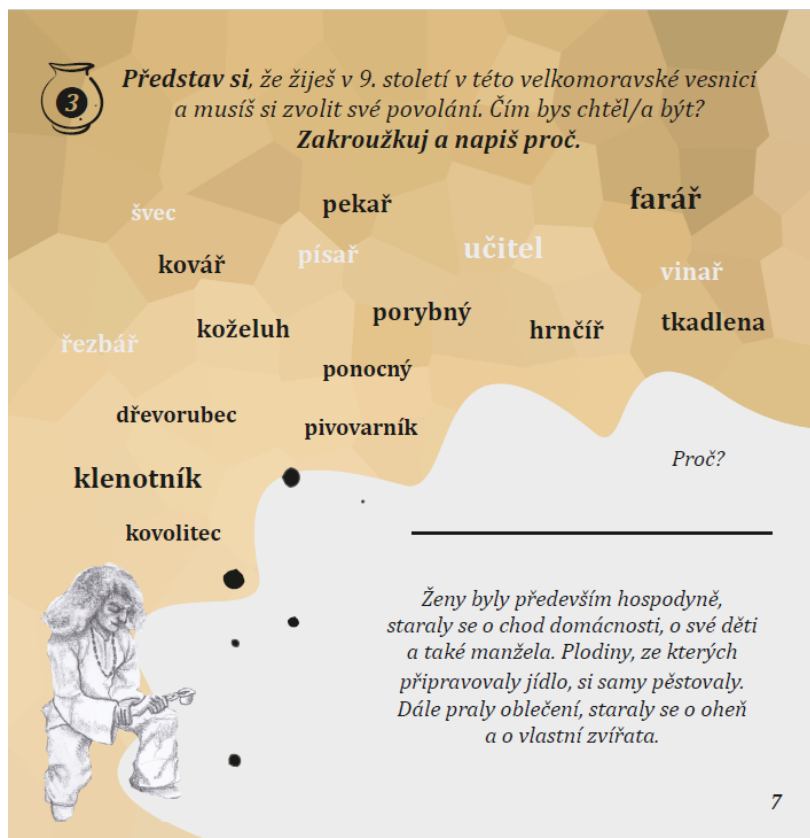 3
Představ si, že žiješ v 9. století v této velkomoravské vesnici
a musíš si zvolit své povolání. Čím bys chtěl/a být?
Zakroužkuj a napiš proč.
švec
pekař
farář
kovář
písař
učitel
vinař
řezbář
koželuh
porybný
hrnčíř
tkadlena
ponocný
dřevorubec
pivovarník
klenotník
Proč?
kovolitec
Ženy byly především hospodyně,
staraly se o chod domácnosti, o své děti
a také manžela. Plodiny, ze kterých
připravovaly jídlo, si samy pěstovaly.
Dále praly oblečení, staraly se o oheň
a o vlastní zvířata.
7